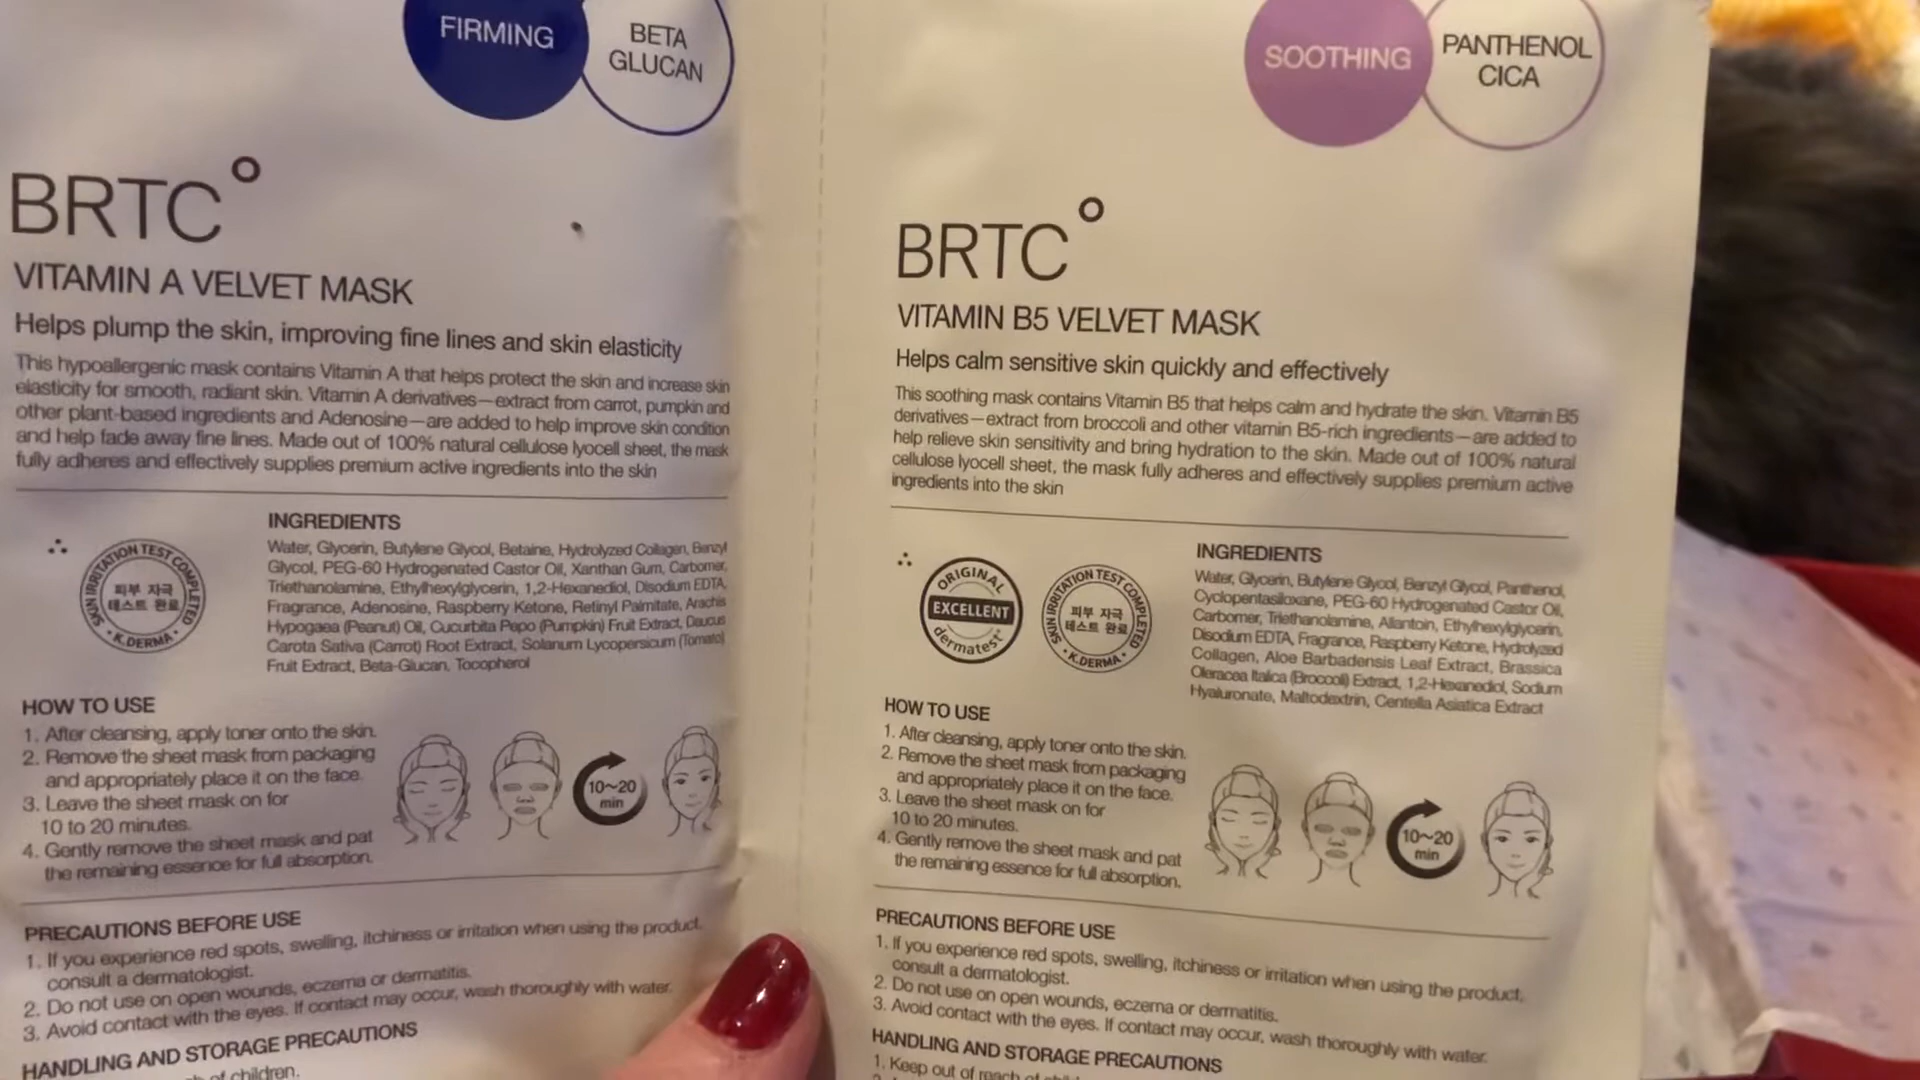 FIRMING
BETA
GLUCAN
BRTC°
VITAMIN A VELVET MASK
Helps plump the skin, improving fine lines and skin elasticity
This hypoallergenic mask contains Vitamin A that helps protect the skin and increase skin
elasticity for smooth, radiant skin. Vitamin A derivatives—extract from carrot, pumpkin and
other plant-based ingredients and Adenosine—are added to help improve skin condition
and help fade away fine lines. Made out of 100% natural cellulose lyocell sheet, the mask
fully adheres and effectively supplies premium active ingredients into the skin
SKIN IRRITATION TEST COMPLETED
피부 자극
테스트 완료
• K.DERMA •
INGREDIENTS
Water, Glycerin, Butylene Glycol, Betaine, Hydrolyzed Collagen, Benzyl
Glycol, PEG-60 Hydrogenated Castor Oil, Xanthan Gum, Carbomer,
Triethanolamine, Ethylhexylglycerin, 1,2-Hexanediol, Disodium EDTA,
Fragrance, Adenosine, Raspberry Ketone, Retinyl Palmitate, Arachis
Hypogaea (Peanut) Oil, Cucurbita Pepo (Pumpkin) Fruit Extract, Daucus
Carota Sativa (Carrot) Root Extract, Solanum Lycopersicum (Tomato)
Fruit Extract, Beta-Glucan, Tocopherol
HOW TO USE
1. After cleansing, apply toner onto the skin.
2. Remove the sheet mask from packaging
and appropriately place it on the face.
3. Leave the sheet mask on for
10 to 20 minutes.
4. Gently remove the sheet mask and pat
the remaining essence for full absorption.
10~20
min
PRECAUTIONS BEFORE USE
1. If you experience red spots, swelling, itchiness or irritation when using the product,
consult a dermatologist.
2. Do not use on open wounds, eczema or dermatitis.
3. Avoid contact with the eyes. If contact may occur, wash thoroughly with water.
HANDLING AND STORAGE PRECAUTIONS
of children.
SOOTHING
PANTHENOL
CICA
BRTC°
VITAMIN B5 VELVET MASK
Helps calm sensitive skin quickly and effectively
This soothing mask contains Vitamin B5 that helps calm and hydrate the skin. Vitamin B5
derivatives—extract from broccoli and other vitamin B5-rich ingredients—are added to
help relieve skin sensitivity and bring hydration to the skin. Made out of 100% natural
cellulose lyocell sheet, the mask fully adheres and effectively supplies premium active
ingredients into the skin
ORIGINAL
EXCELLENT
dermatest
SKIN IRRITATION TEST COMPLETED
피부 자극
테스트 완료
• K.DERMA •
INGREDIENTS
Water, Glycerin, Butylene Glycol, Benzyl Glycol, Panthenol,
Cyclopentasiloxane, PEG-60 Hydrogenated Castor Oil,
Carbomer, Triethanolamine, Allantoin, Ethylhexylglycerin,
Disodium EDTA, Fragrance, Raspberry Ketone, Hydrolyzed
Collagen, Aloe Barbadensis Leaf Extract, Brassica
Oleracea Italica (Broccoli) Extract, 1,2-Hexanediol, Sodium
Hyaluronate, Maltodextrin, Centella Asiatica Extract
HOW TO USE
1. After cleansing, apply toner onto the skin.
2. Remove the sheet mask from packaging
and appropriately place it on the face.
3. Leave the sheet mask on for
10 to 20 minutes.
4. Gently remove the sheet mask and pat
the remaining essence for full absorption.
10~20
min
PRECAUTIONS BEFORE USE
1. If you experience red spots, swelling, itchiness or irritation when using the product,
consult a dermatologist.
2. Do not use on open wounds, eczema or dermatitis.
3. Avoid contact with the eyes. If contact may occur, wash thoroughly with water.
HANDLING AND STORAGE PRECAUTIONS
1. Keep out of reach of